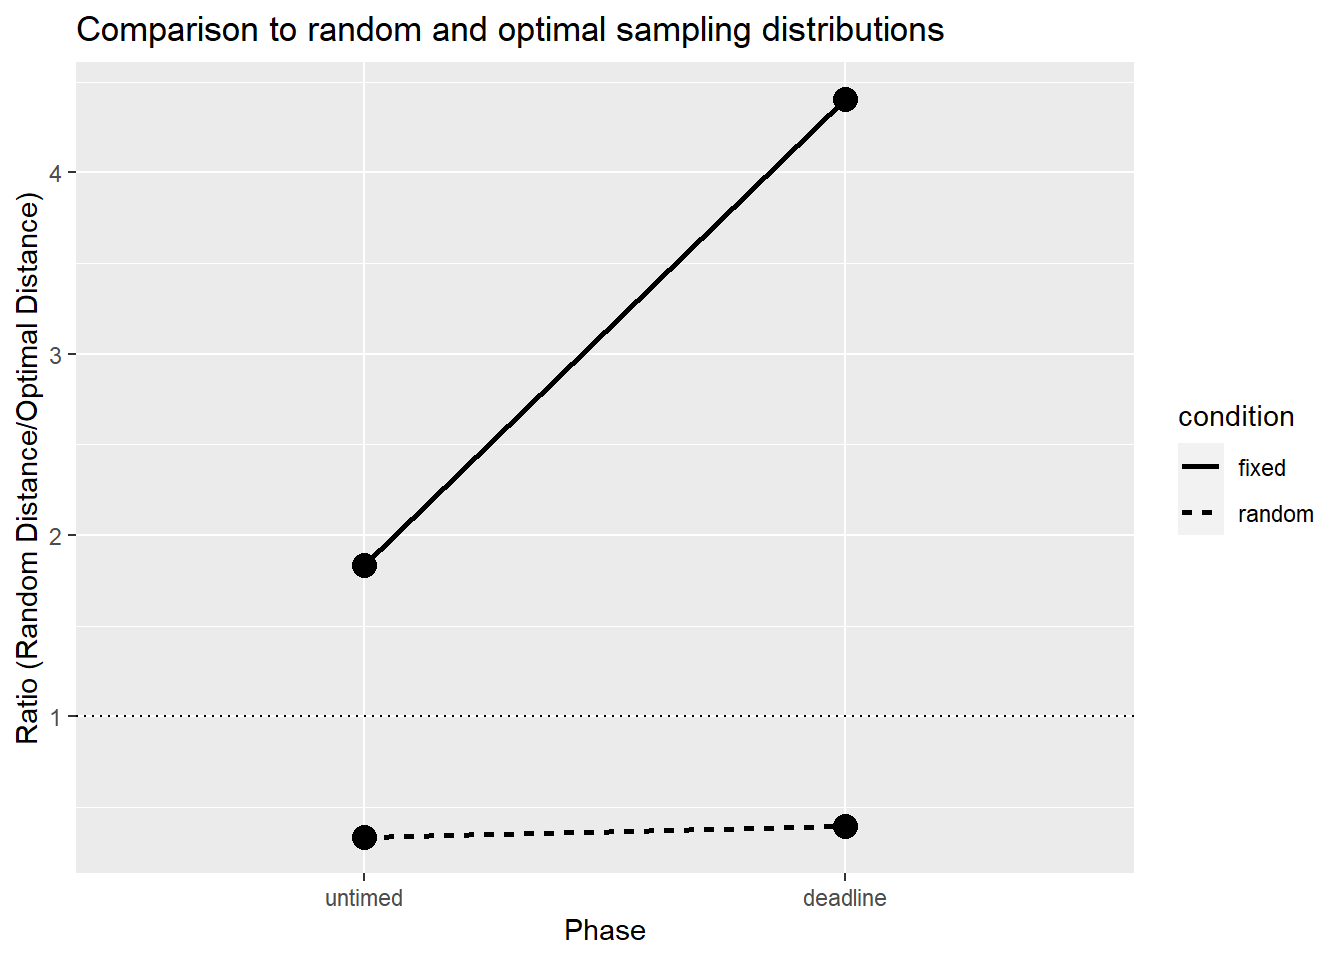 Comparison to random and optimal sampling distributions
Ratio (Random Distance/Optimal Distance)
4
3
2
1
untimed
deadline
Phase
condition
fixed
random